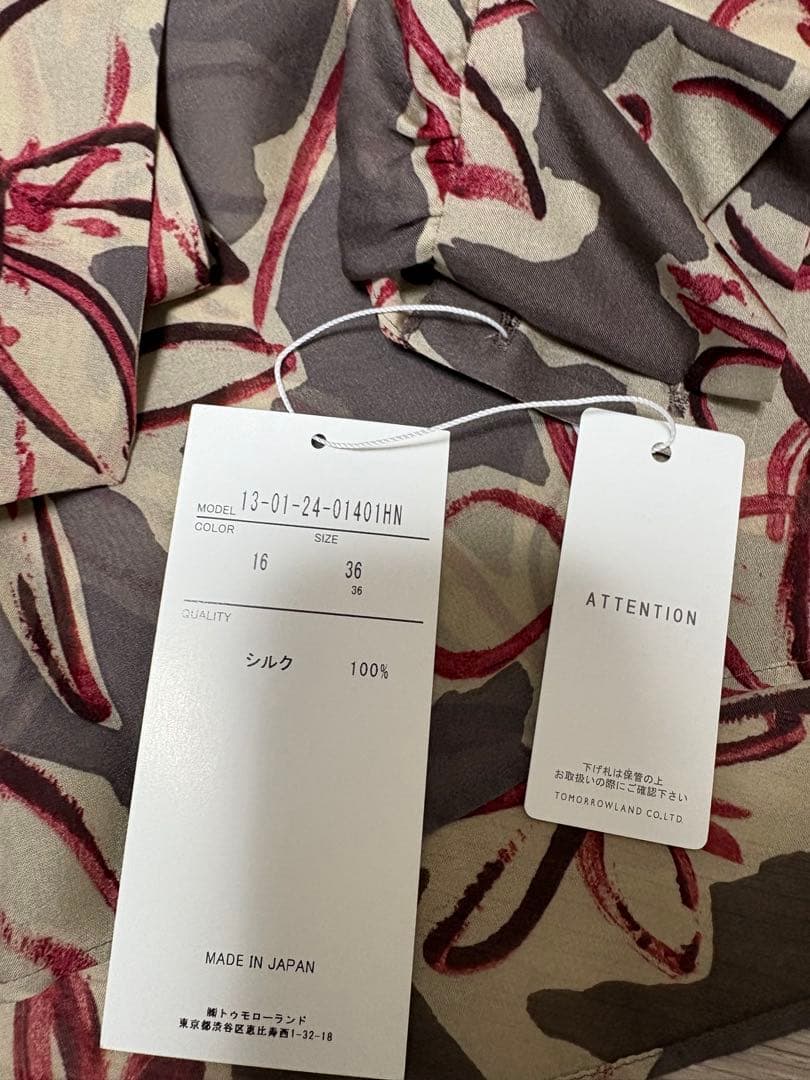 MODEL 13-01-24-01401HN
COLOR SIZE
16 36
36
QUALITY
シルク 100%
MADE IN JAPAN
㈱トゥモローランド
東京都渋谷区恵比寿西1-32-18
ATTENTION
下げ札は保管の上
お取扱いの際にご確認下さい
TOMORROWLAND CO.,LTD.